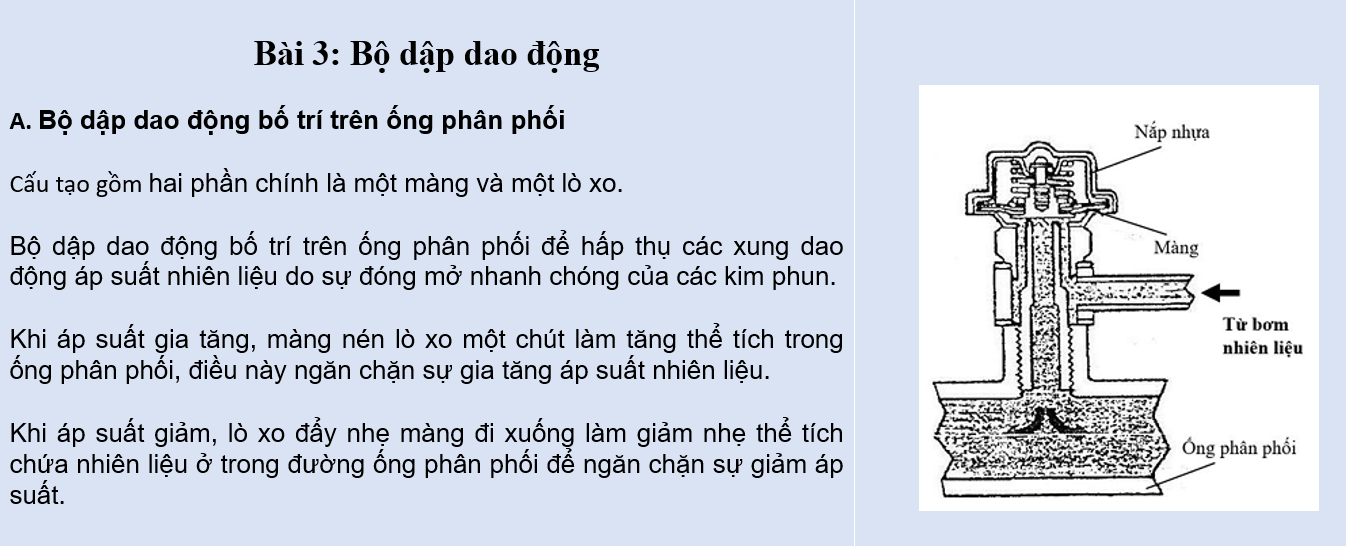 Bài 3: Bộ dập dao động
A. Bộ dập dao động bố trí trên ống phân phối
Cấu tạo gồm hai phần chính là một màng và một lò xo.
Bộ dập dao động bố trí trên ống phân phối để hấp thụ các xung dao
động áp suất nhiên liệu do sự đóng mở nhanh chóng của các kim phun.
Khi áp suất gia tăng, màng nén lò xo một chút làm tăng thể tích trong
ống phân phối, điều này ngăn chặn sự gia tăng áp suất nhiên liệu.
Khi áp suất giảm, lò xo đẩy nhẹ màng đi xuống làm giảm nhẹ thể tích
chứa nhiên liệu ở trong đường ống phân phối để ngăn chặn sự giảm áp
suất.
Nắp nhựa
Màng
Từ bơm
nhiên liệu
Ống phân phối